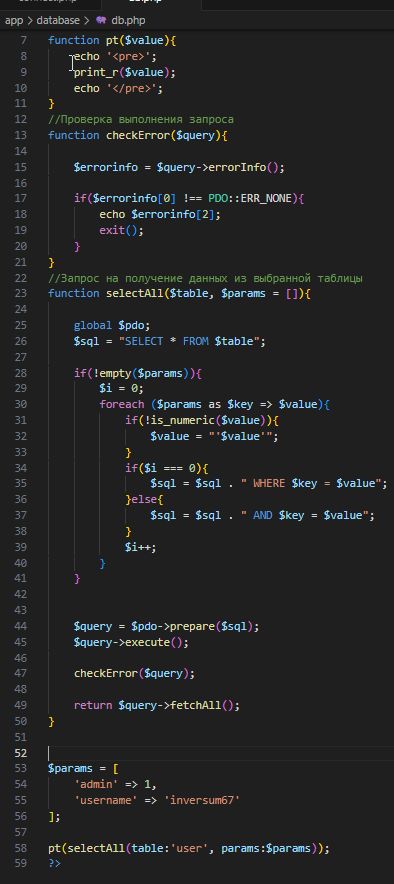 db.php
app > database > db.php
7 function pt($value){
8 echo '<pre>';
9 print_r($value);
10 echo '</pre>';
11 }
12 //Проверка выполнения запроса
13 function checkError($query){
14
15 $errorinfo = $query->errorInfo();
16
17 if($errorinfo[0] !== PDO::ERR_NONE){
18 echo $errorinfo[2];
19 exit();
20 }
21 }
22 //Запрос на получение данных из выбранной таблицы
23 function selectAll($table, $params = []){
24
25 global $pdo;
26 $sql = "SELECT * FROM $table";
27
28 if(!empty($params)){
29 $i = 0;
30 foreach ($params as $key => $value){
31 if(!is_numeric($value)){
32 $value = "'$value'";
33 }
34 if($i === 0){
35 $sql = $sql . " WHERE $key = $value";
36 }else{
37 $sql = $sql . " AND $key = $value";
38 }
39 $i++;
40 }
41 }
42
43
44 $query = $pdo->prepare($sql);
45 $query->execute();
46
47 checkError($query);
48
49 return $query->fetchAll();
50 }
51
52
53 $params = [
54 'admin' => 1,
55 'username' => 'inversum67'
56 ];
57
58 pt(selectAll(table:'user', params:$params));
59 ?>